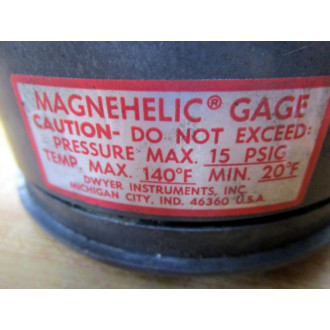 MAGNEHELIC® GAGE
CAUTION- DO NOT EXCEED:
PRESSURE MAX. 15 PSIG
TEMP. MAX. 140°F MIN. 20°F
DWYER INSTRUMENTS, INC.
MICHIGAN CITY, IND. 46360 U.S.A.